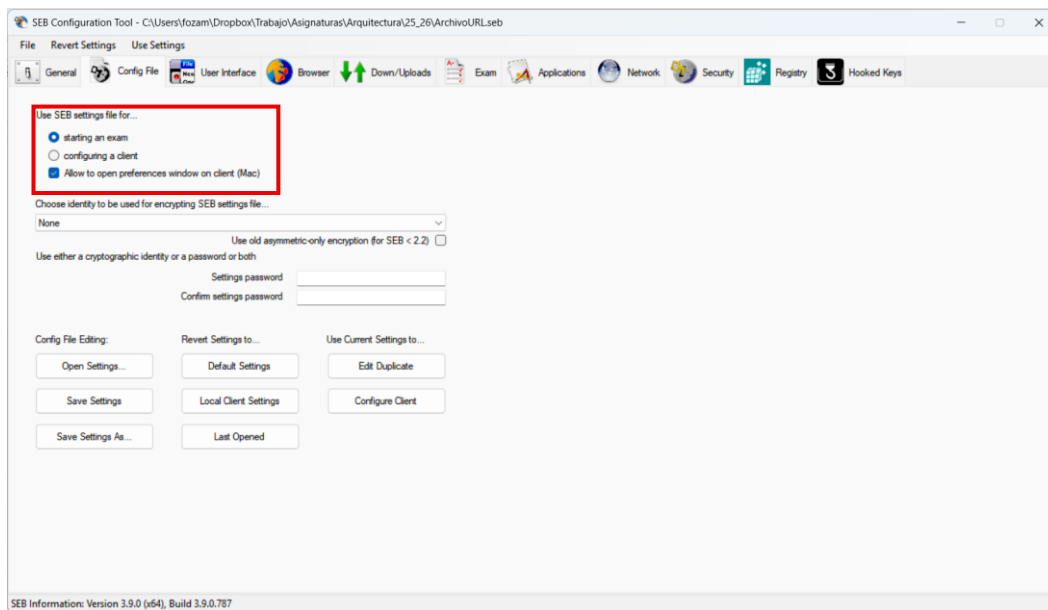 SEB Configuration Tool - C:\Users\fozam\Dropbox\Trabajo\Asignaturas\Arquitectura\25_26\ArchivoURL.seb
File Revert Settings Use Settings
General Config File User Interface Browser Down/Uploads Exam Applications Network Security Registry Hooked Keys
Use SEB settings file for...
starting an exam
configuring a client
Allow to open preferences window on client (Mac)
Choose identity to be used for encrypting SEB settings file...
None
Use old asymmetric-only encryption (for SEB < 2.2)
Use either a cryptographic identity or a password or both
Settings password
Confirm settings password
Config File Editing: Revert Settings to... Use Current Settings to...
Open Settings... Default Settings Edit Duplicate
Save Settings Local Client Settings Configure Client
Save Settings As... Last Opened
SEB Information: Version 3.9.0 (x64), Build 3.9.0.787